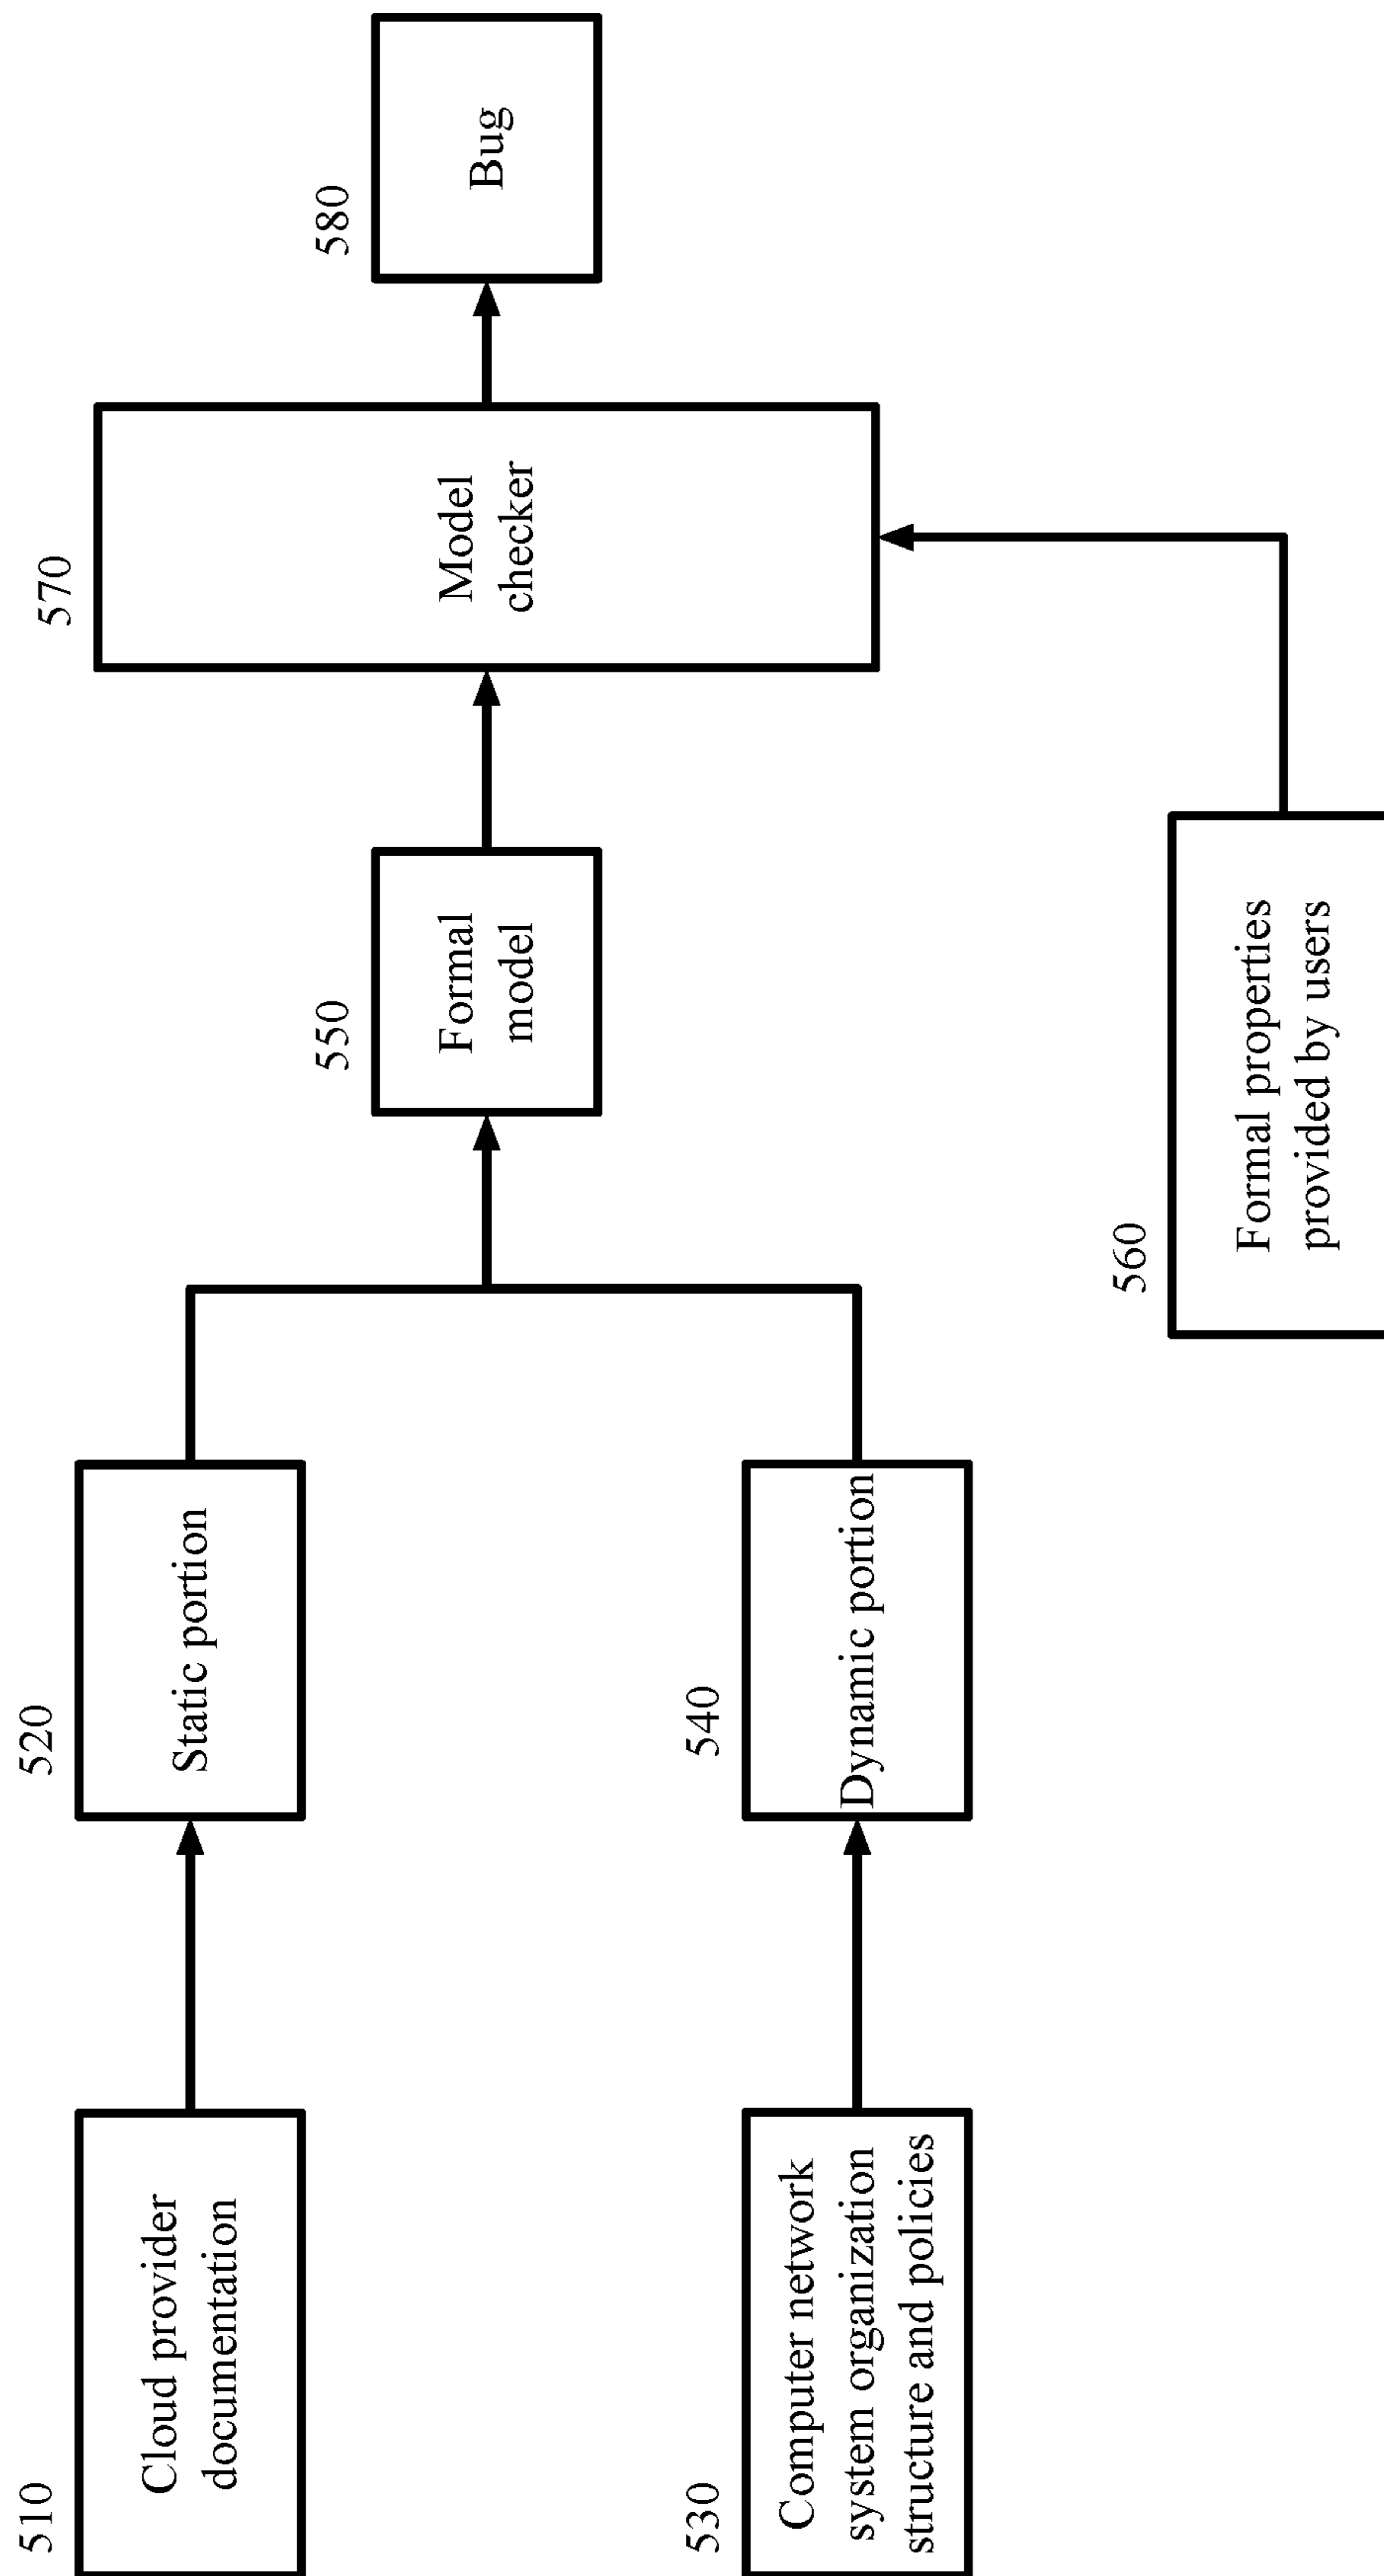 510
Cloud provider
documentation
520
Static portion
530
Computer network
system organization
structure and policies
540
Dynamic portion
550
Formal
model
560
Formal properties
provided by users
570
Model
checker
580
Bug